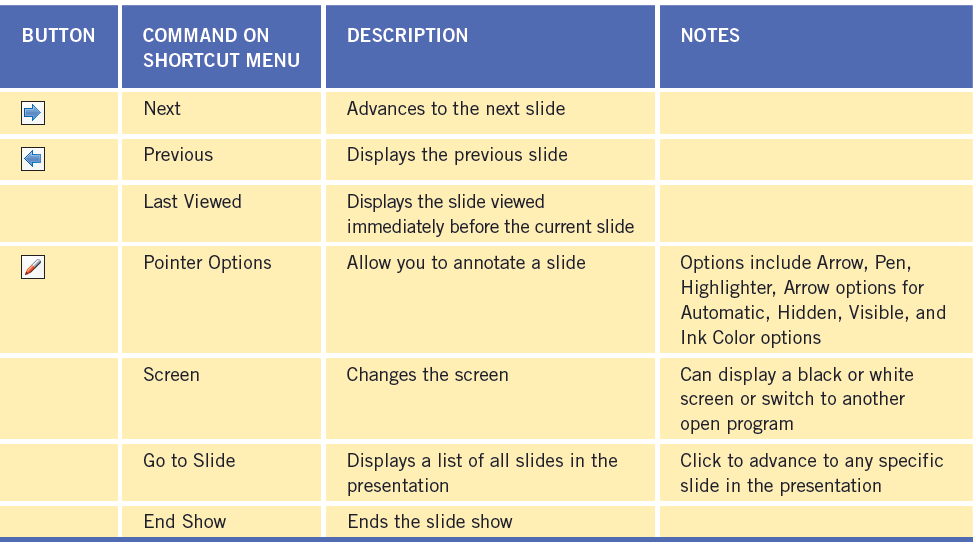 BUTTON
COMMAND ON
SHORTCUT MENU
DESCRIPTION
NOTES
Next
Advances to the next slide
Previous
Displays the previous slide
Last Viewed
Displays the slide viewed
immediately before the current slide
Pointer Options
Allow you to annotate a slide
Options include Arrow, Pen,
Highlighter, Arrow options for
Automatic, Hidden, Visible, and
Ink Color options
Screen
Changes the screen
Can display a black or white
screen or switch to another
open program
Go to Slide
Displays a list of all slides in the
presentation
Click to advance to any specific
slide in the presentation
End Show
Ends the slide show